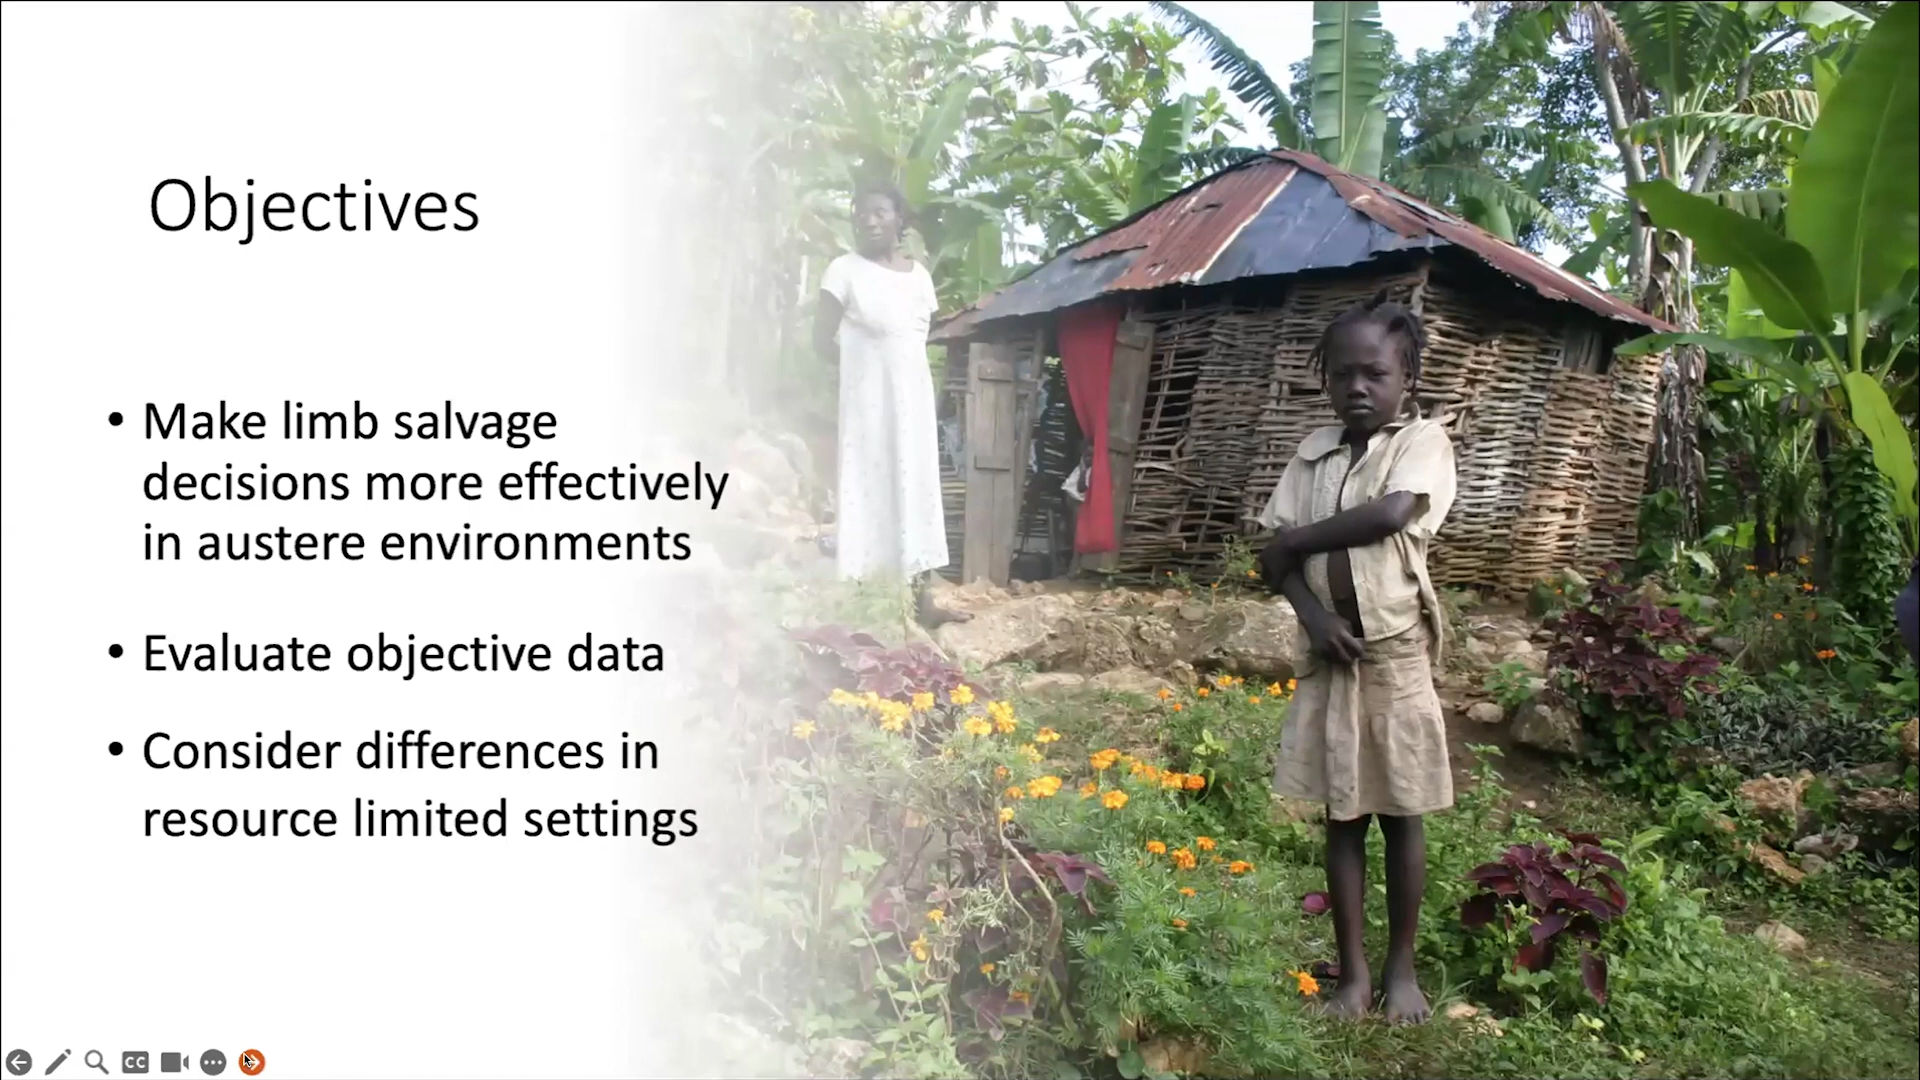 Objectives
• Make limb salvage
decisions more effectively
in austere environments
• Evaluate objective data
• Consider differences in
resource limited settings
CC